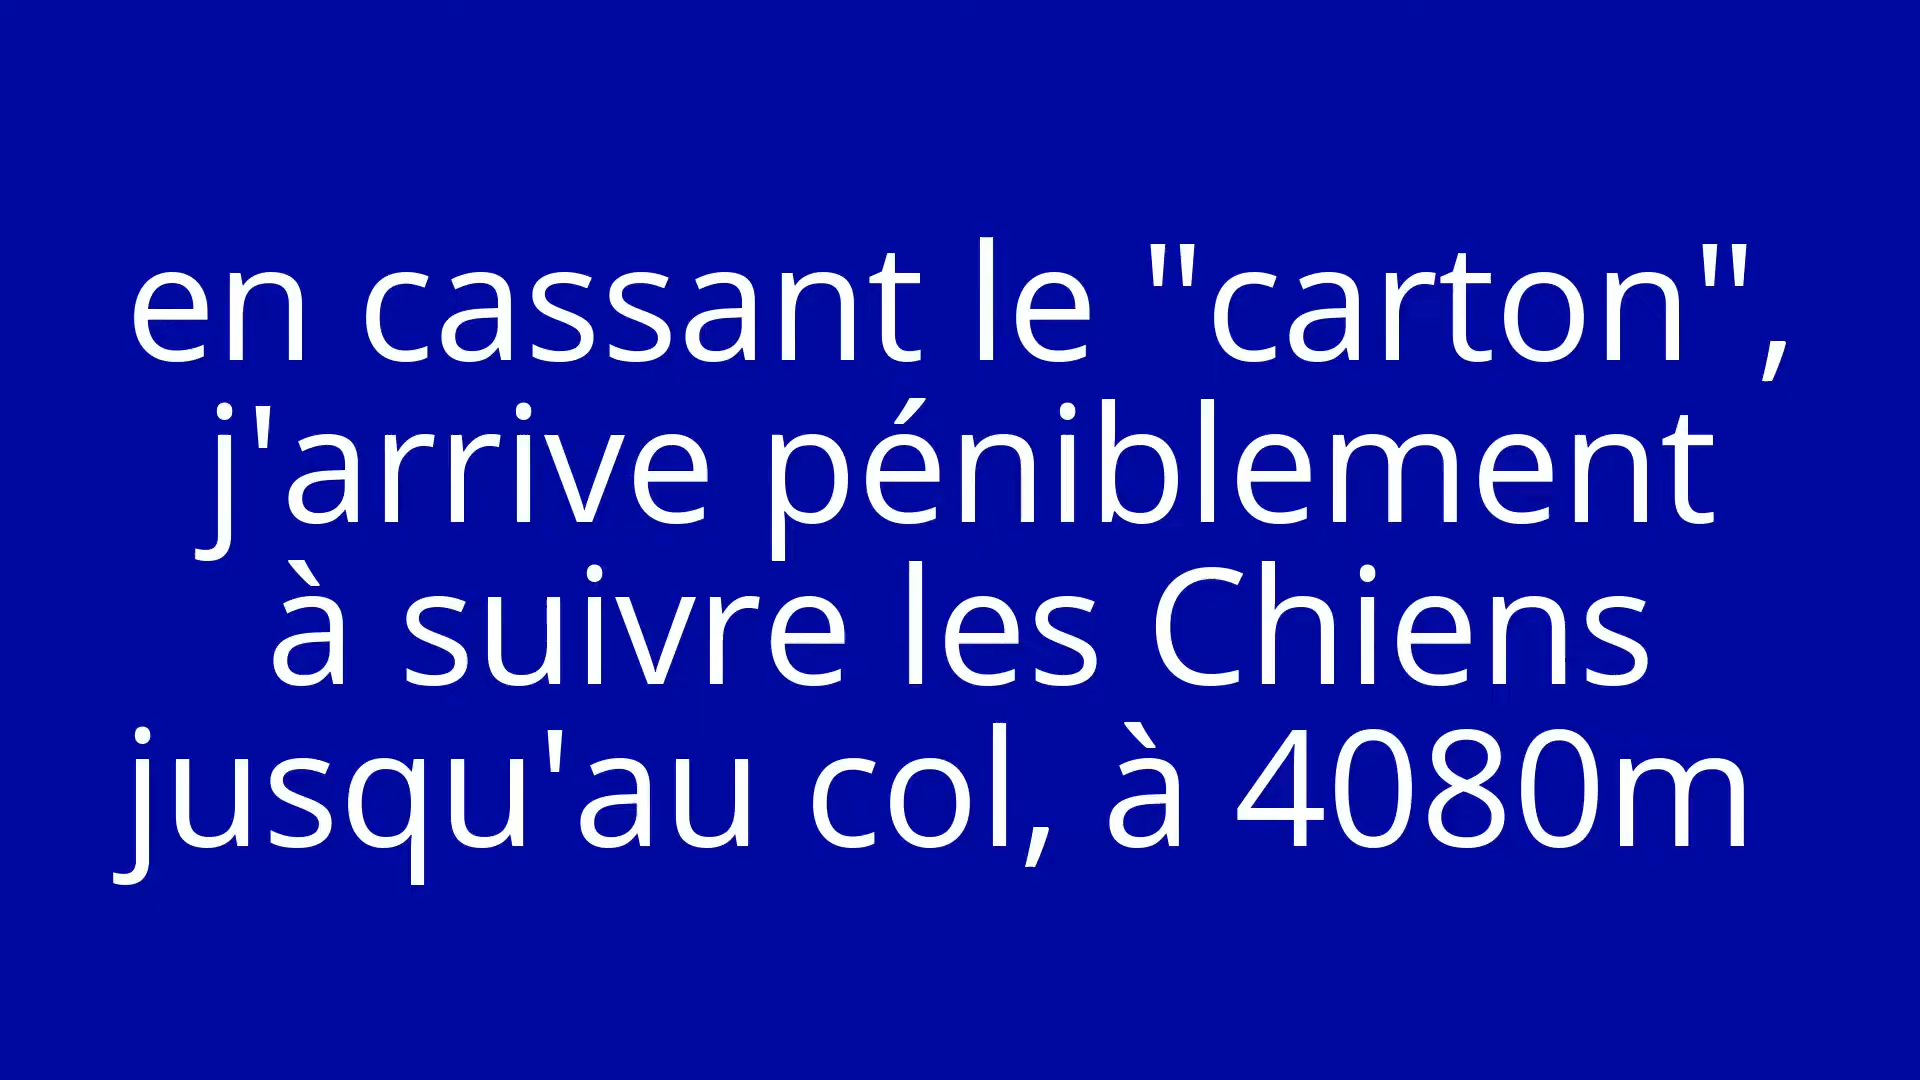 en cassant le "carton",
j'arrive péniblement
à suivre les Chiens
jusqu'au col, à 4080m